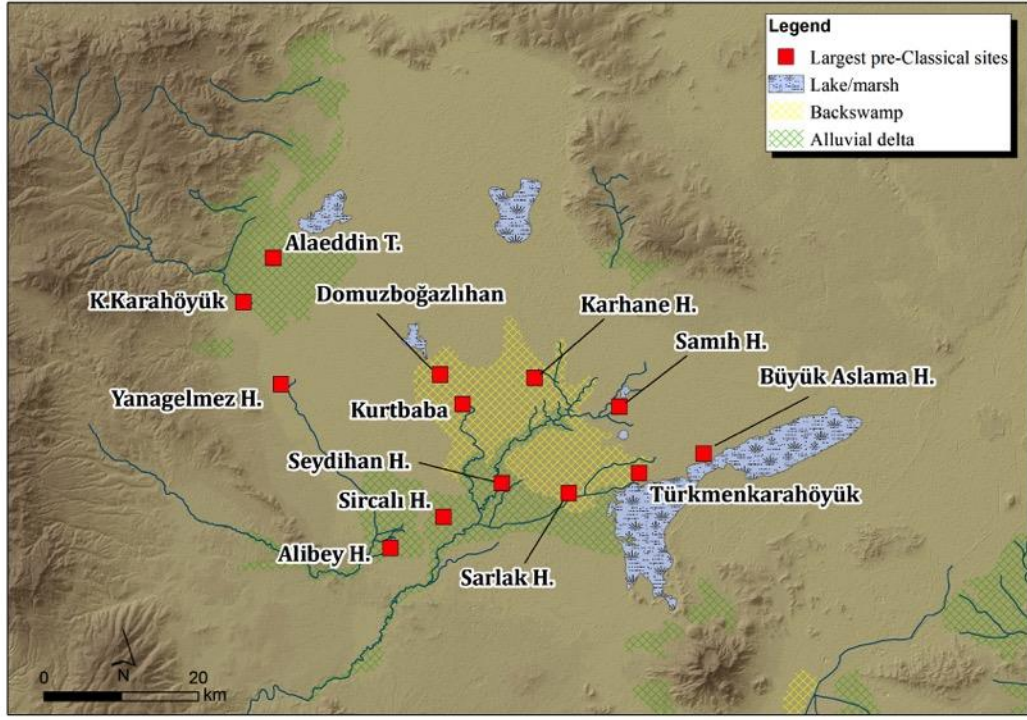 Legend
Largest pre-Classical sites
Lake/marsh
Backswamp
Alluvial delta
Alaeddin T.
K.Karahöyük
Domuzboğazlıhan
Karhane H.
Samıh H.
Büyük Aslama H.
Yanagelmez H.
Kurtbaba
Seydihan H.
Sircalı H.
Türkmenkarahöyük
Alibey H.
Sarlak H.
N
0 20
km